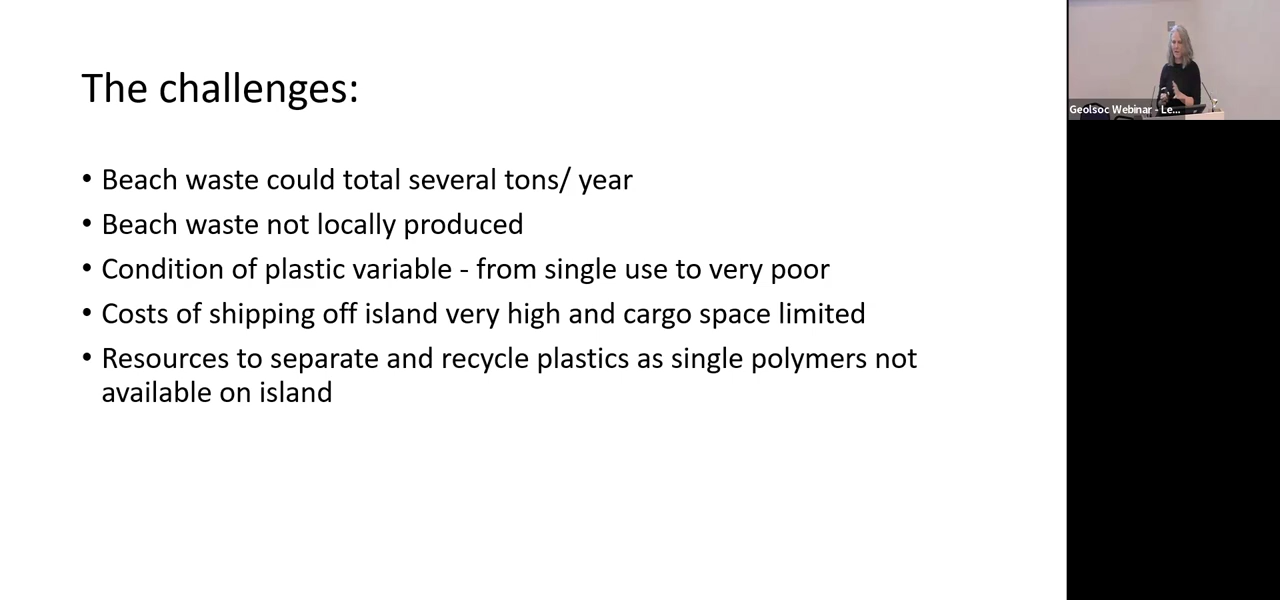 The challenges:
• Beach waste could total several tons/ year
• Beach waste not locally produced
• Condition of plastic variable - from single use to very poor
• Costs of shipping off island very high and cargo space limited
• Resources to separate and recycle plastics as single polymers not
available on island
Geolsoc Webinar - Le...